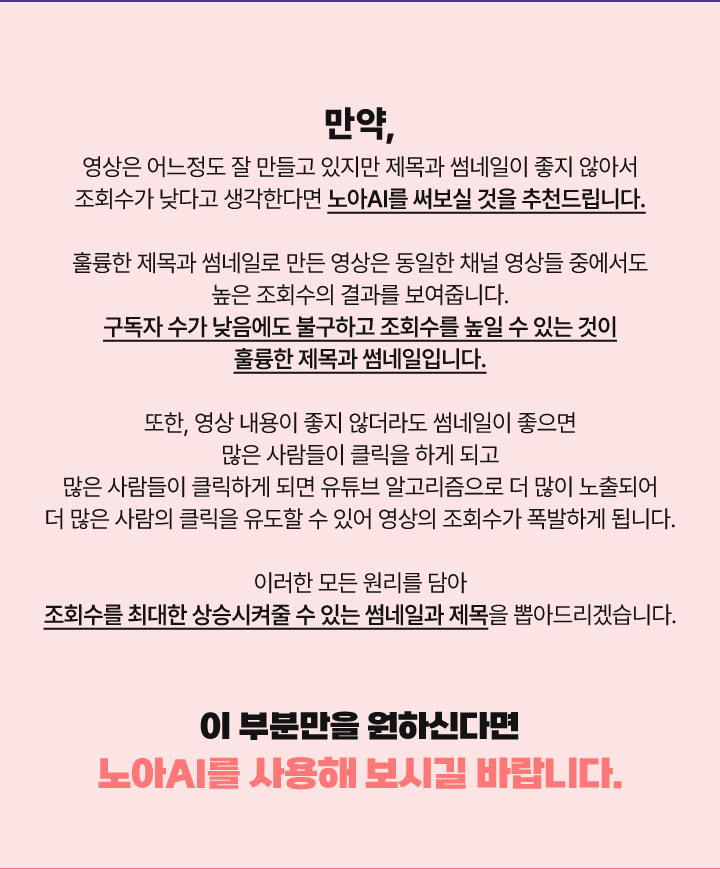 만약,
영상은 어느정도 잘 만들고 있지만 제목과 썸네일이 좋지 않아서
조회수가 낮다고 생각한다면 노아AI를 써보실 것을 추천드립니다.
훌륭한 제목과 썸네일로 만든 영상은 동일한 채널 영상들 중에서도
높은 조회수의 결과를 보여줍니다.
구독자 수가 낮음에도 불구하고 조회수를 높일 수 있는 것이
훌륭한 제목과 썸네일입니다.
또한, 영상 내용이 좋지 않더라도 썸네일이 좋으면
많은 사람들이 클릭을 하게 되고
많은 사람들이 클릭하게 되면 유튜브 알고리즘으로 더 많이 노출되어
더 많은 사람의 클릭을 유도할 수 있어 영상의 조회수가 폭발하게 됩니다.
이러한 모든 원리를 담아
조회수를 최대한 상승시켜줄 수 있는 썸네일과 제목을 뽑아드리겠습니다.
이 부분만을 원하신다면
노아AI를 사용해 보시길 바랍니다.